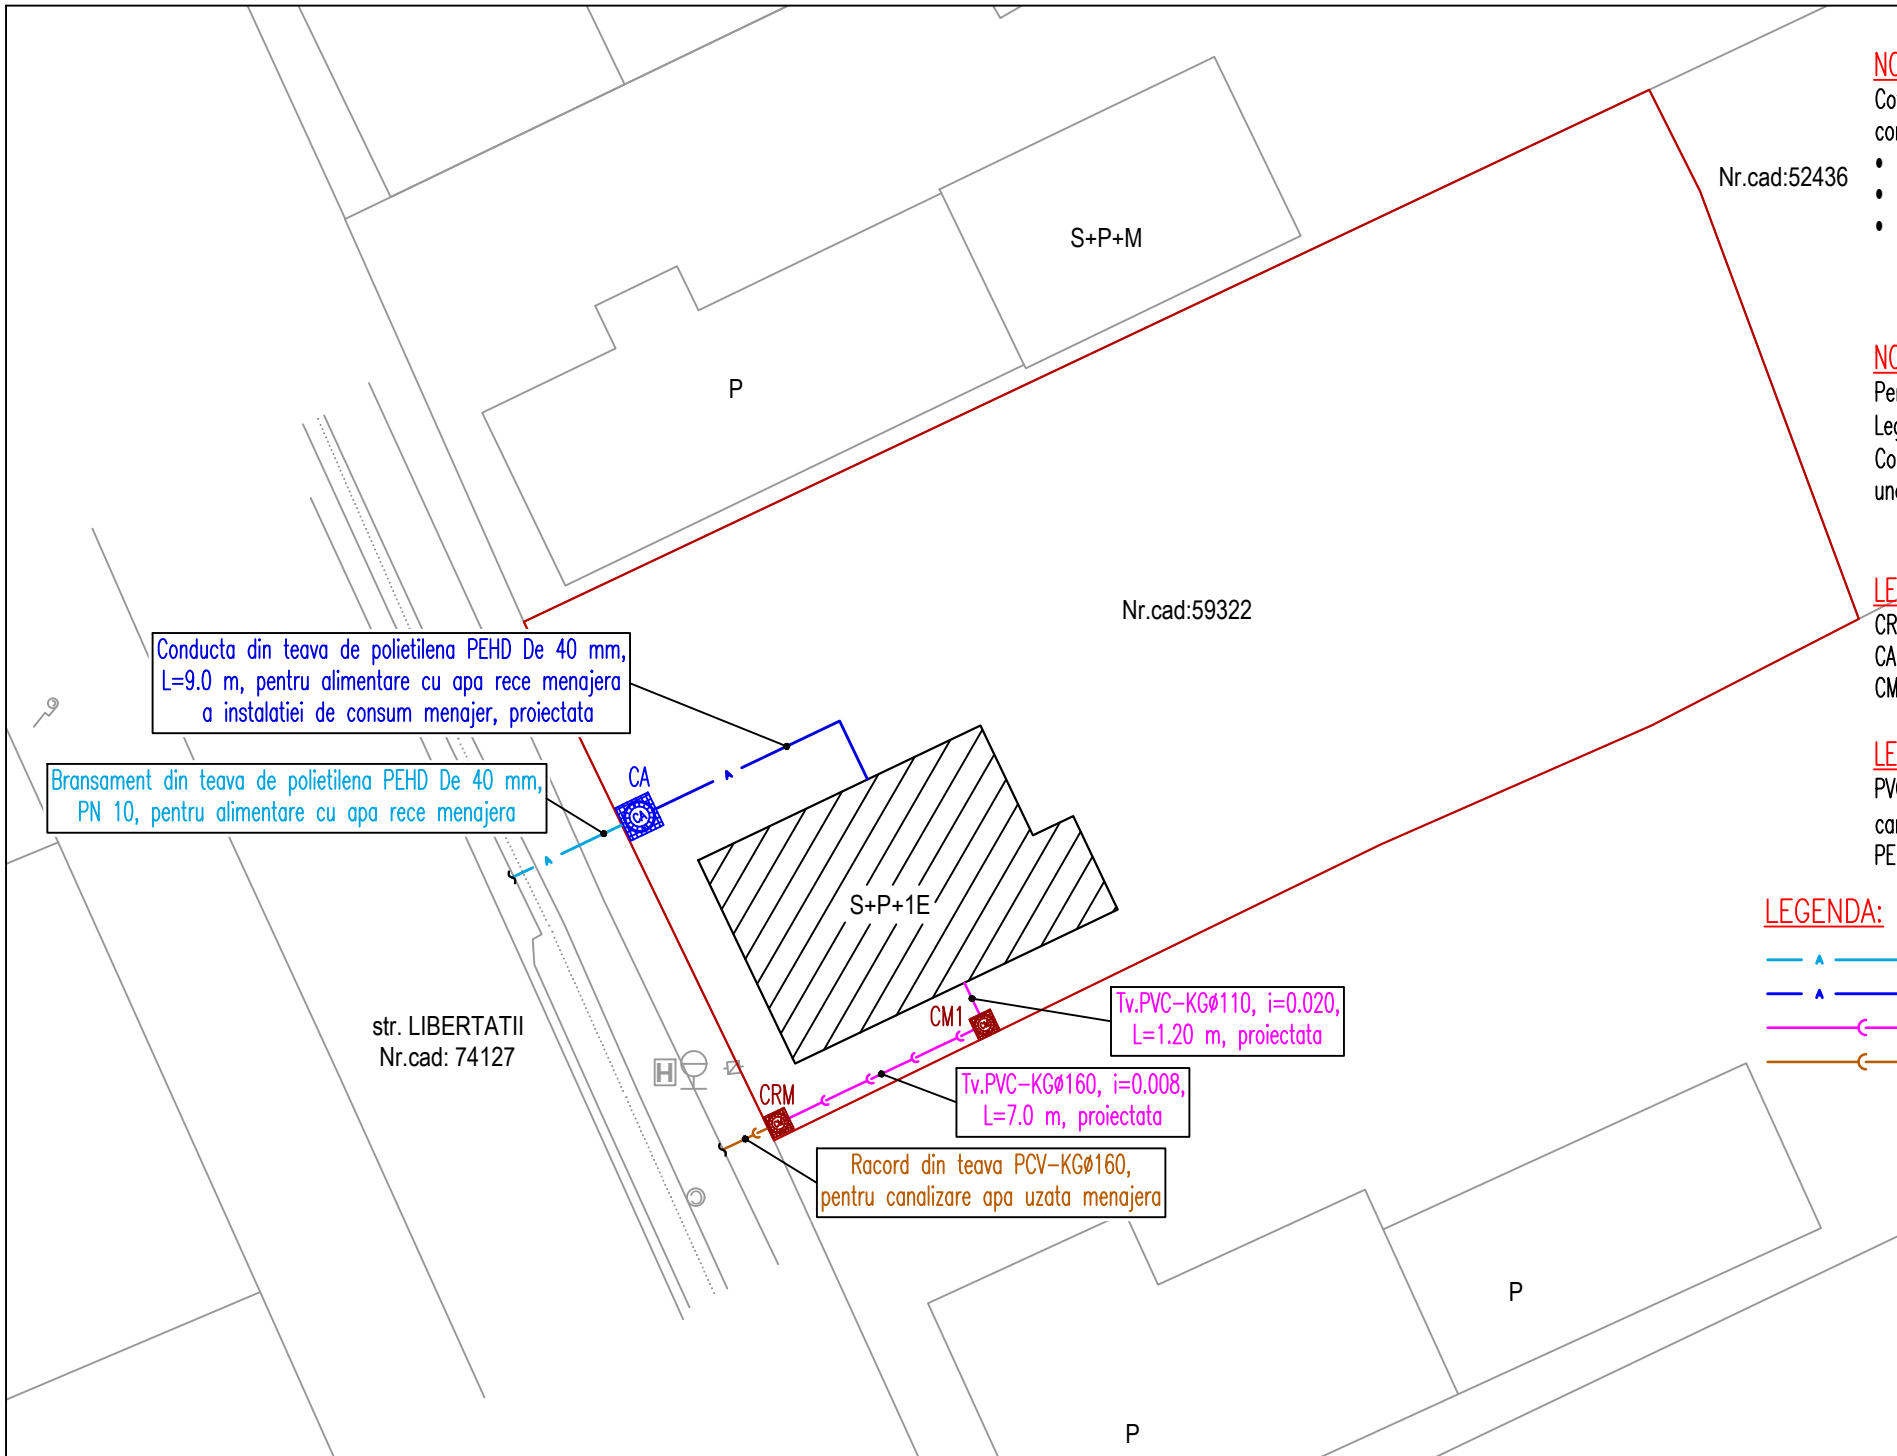 Nr.cad:52436
S+P+M
P
Nr.cad:59322
Conducta din teava de polietilena PEHD De 40 mm,
L=9.0 m, pentru alimentare cu apa rece menajera
a instalatiei de consum menajer, proiectata
Bransament din teava de polietilena PEHD De 40 mm,
PN 10, pentru alimentare cu apa rece menajera
CA
CA
S+P+1E
str. LIBERTATII
Nr.cad: 74127
H
CM1
Tv.PVC-KGø110, i=0.020,
L=1.20 m, proiectata
CRM
Tv.PVC-KGø160, i=0.008,
L=7.0 m, proiectata
Racord din teava PCV-KGø160,
pentru canalizare apa uzata menajera
P
P
LEGENDA:
A
A
CR
CA
CM